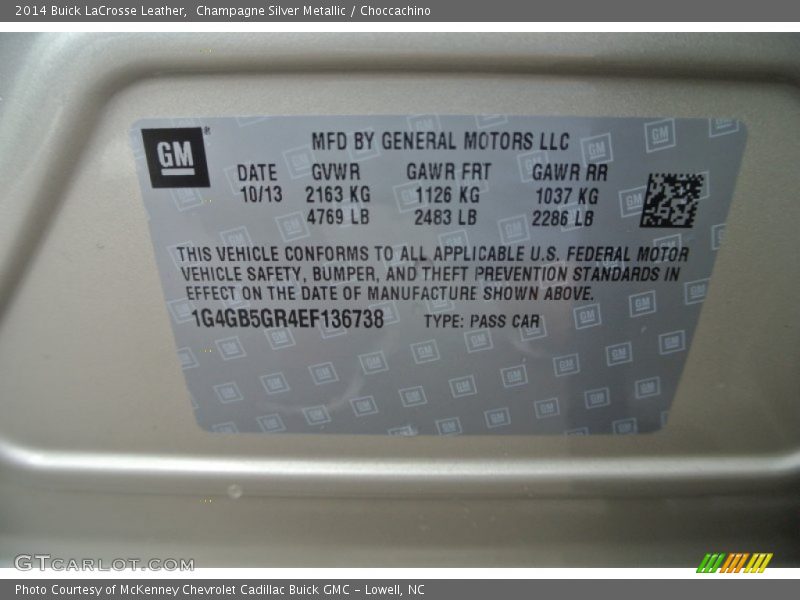 2014 Buick LaCrosse Leather,  Champagne Silver Metallic / Choccachino
GM
MFD BY GENERAL MOTORS LLC
DATE GVWR GAWR FRT GAWR RR
10/13 2163 KG 1126 KG 1037 KG
4769 LB 2483 LB 2286 LB
THIS VEHICLE CONFORMS TO ALL APPLICABLE U.S. FEDERAL MOTOR
VEHICLE SAFETY, BUMPER, AND THEFT PREVENTION STANDARDS IN
EFFECT ON THE DATE OF MANUFACTURE SHOWN ABOVE.
1G4GB5GR4EF136738 TYPE: PASS CAR
GTCARLOT.COM
Photo Courtesy of McKenney Chevrolet Cadillac Buick GMC - Lowell, NC